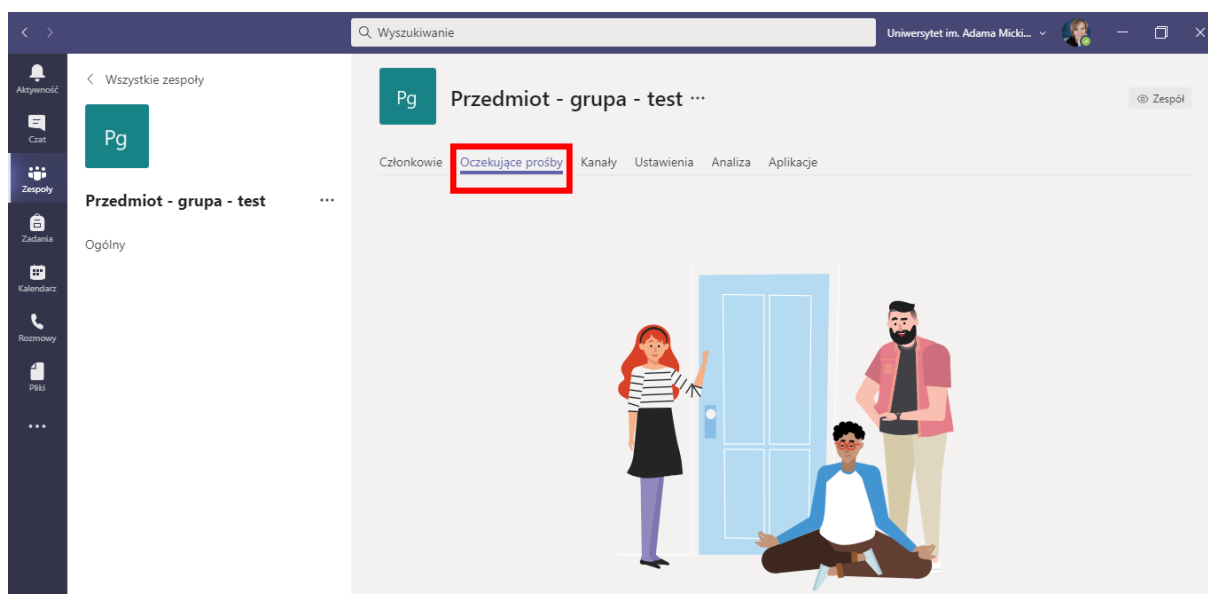 Wyszukiwanie
Uniwersytet im. Adama Micki...
Aktywność
Czat
Zespoły
Zadania
Kalendarz
Rozmowy
Pliki
Wszystkie zespoły
Pg
Przedmiot - grupa - test
Ogólny
Pg
Przedmiot - grupa - test
Zespół
Członkowie Oczekujące prośby Kanały Ustawienia Analiza Aplikacje